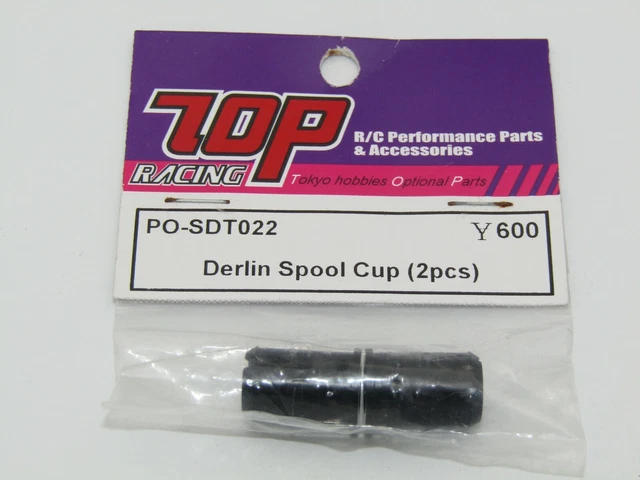 TOP
RACING
R/C Performance Parts
& Accessories
Tokyo hobbies Optional Parts
PO-SDT022 ¥600
Derlin Spool Cup (2pcs)